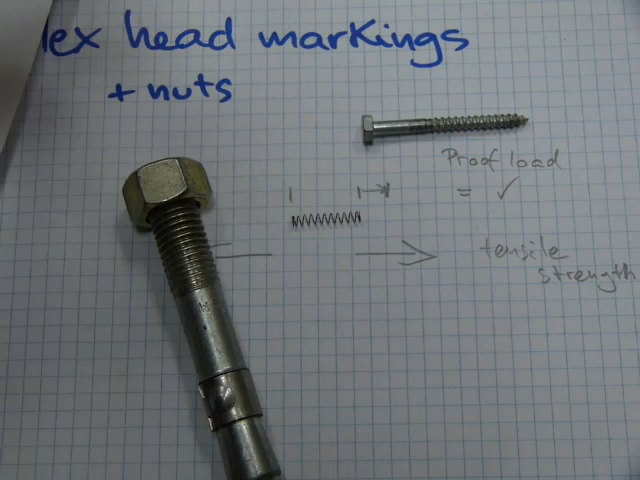 ex head markings
+ nuts
Proof load
= ✓
tensile
strength